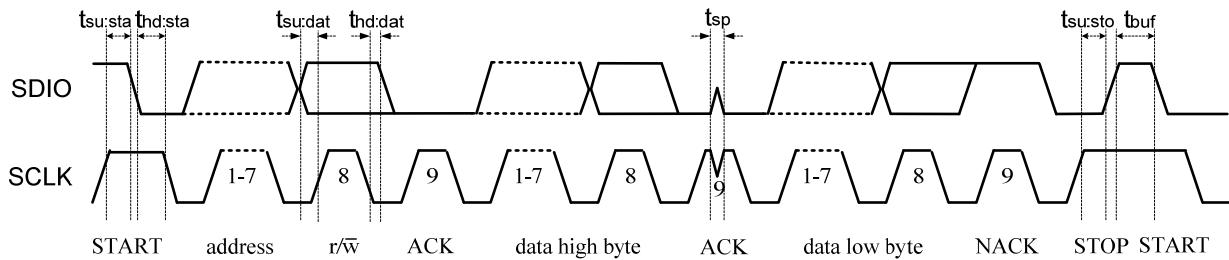 tsu:sta thd:sta tsu:dat thd:dat tsp tsu:sto tbuf
SDIO
SCLK 1-7 8 9 1-7 8 9 1-7 8 9
START address r/w̅ ACK data high byte ACK data low byte NACK STOP START